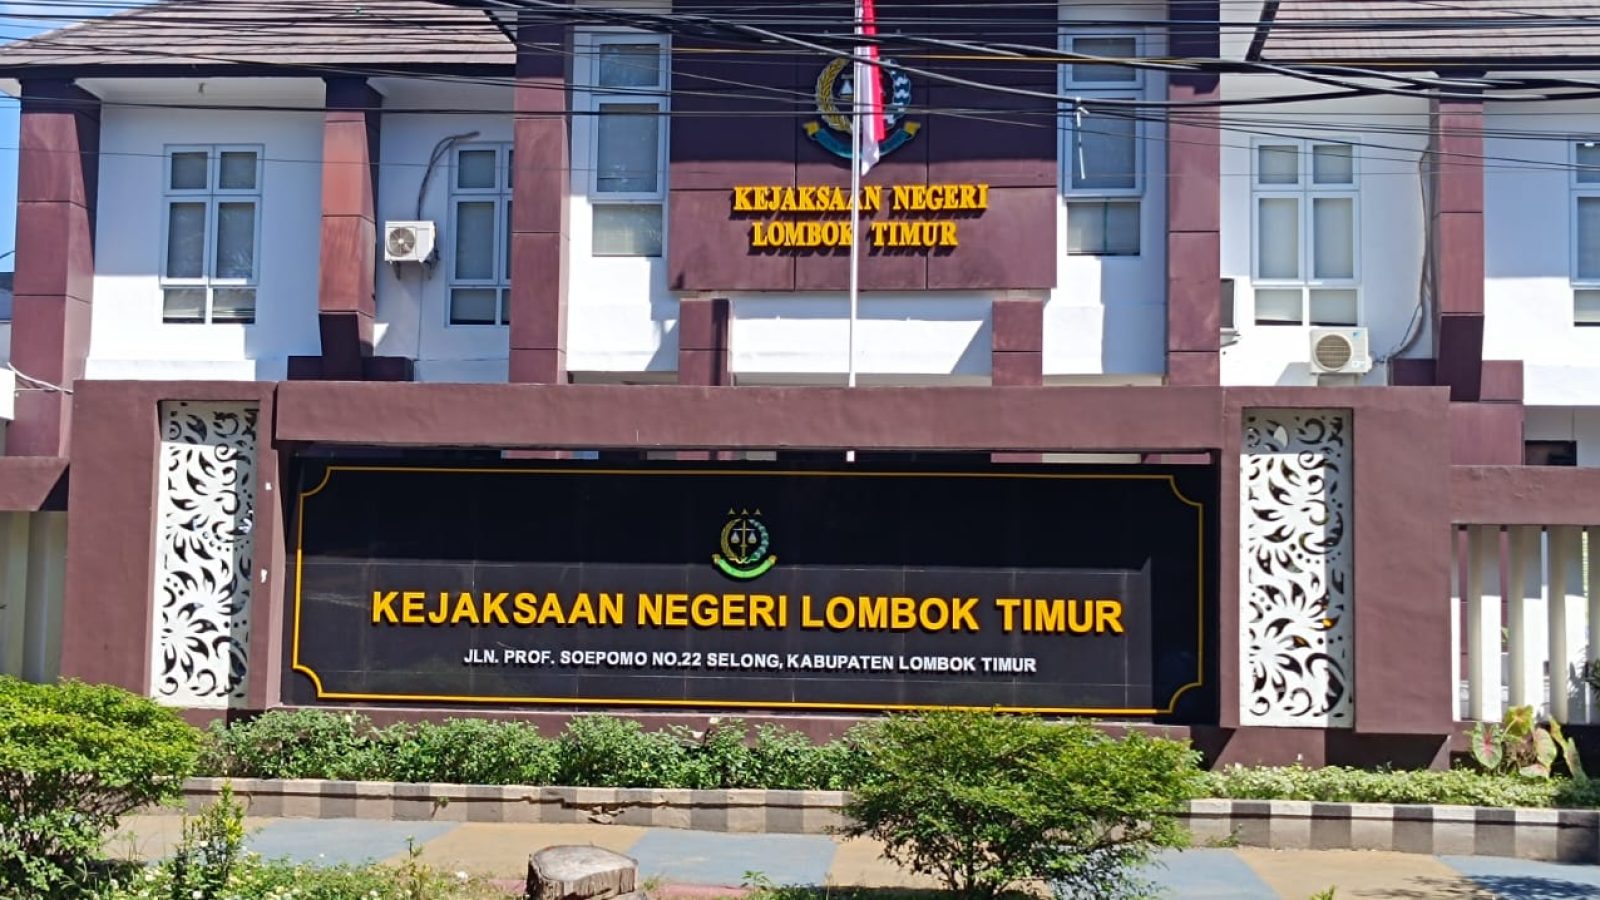 KEJAKSAAN NEGERI
LOMBOK TIMUR
KEJAKSAAN NEGERI LOMBOK TIMUR
JLN. PROF. SOEPOMO NO.22 SELONG, KABUPATEN LOMBOK TIMUR